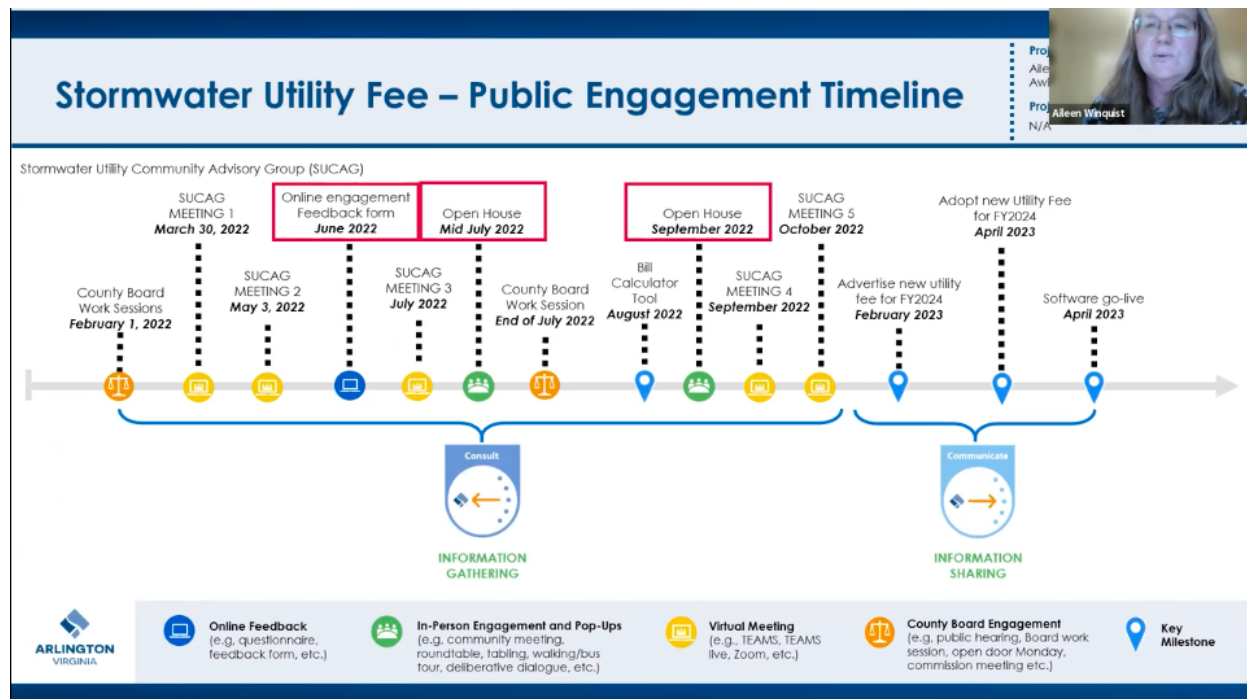 Stormwater Utility Fee – Public Engagement Timeline
N/A
Aileen Winquist
Stormwater Utility Community Advisory Group (SUCAG)
SUCAG
MEETING 1
March 30, 2022
Online engagement
Feedback form
June 2022
Open House
Mid July 2022
Open House
September 2022
SUCAG
MEETING 5
October 2022
Adopt new Utility Fee
for FY2024
April 2023
County Board
Work Sessions
February 1, 2022
SUCAG
MEETING 2
May 3, 2022
SUCAG
MEETING 3
July 2022
County Board
Work Session
End of July 2022
Bill
Calculator
Tool
August 2022
SUCAG
MEETING 4
September 2022
Advertise new utility
fee for FY2024
February 2023
Software go-live
April 2023
Consult
INFORMATION
GATHERING
Communicate
INFORMATION
SHARING
ARLINGTON
VIRGINIA
Online Feedback
(e.g, questionnaire,
feedback form, etc.)
In-Person Engagement and Pop-Ups
(e.g, community meeting,
roundtable, tabling, walking/bus
tour, deliberative dialogue, etc.)
Virtual Meeting
(e.g., TEAMS, TEAMS
live, Zoom, etc.)
County Board Engagement
(e.g, public hearing, Board work
session, open door Monday,
commission meeting etc.)
Key
Milestone